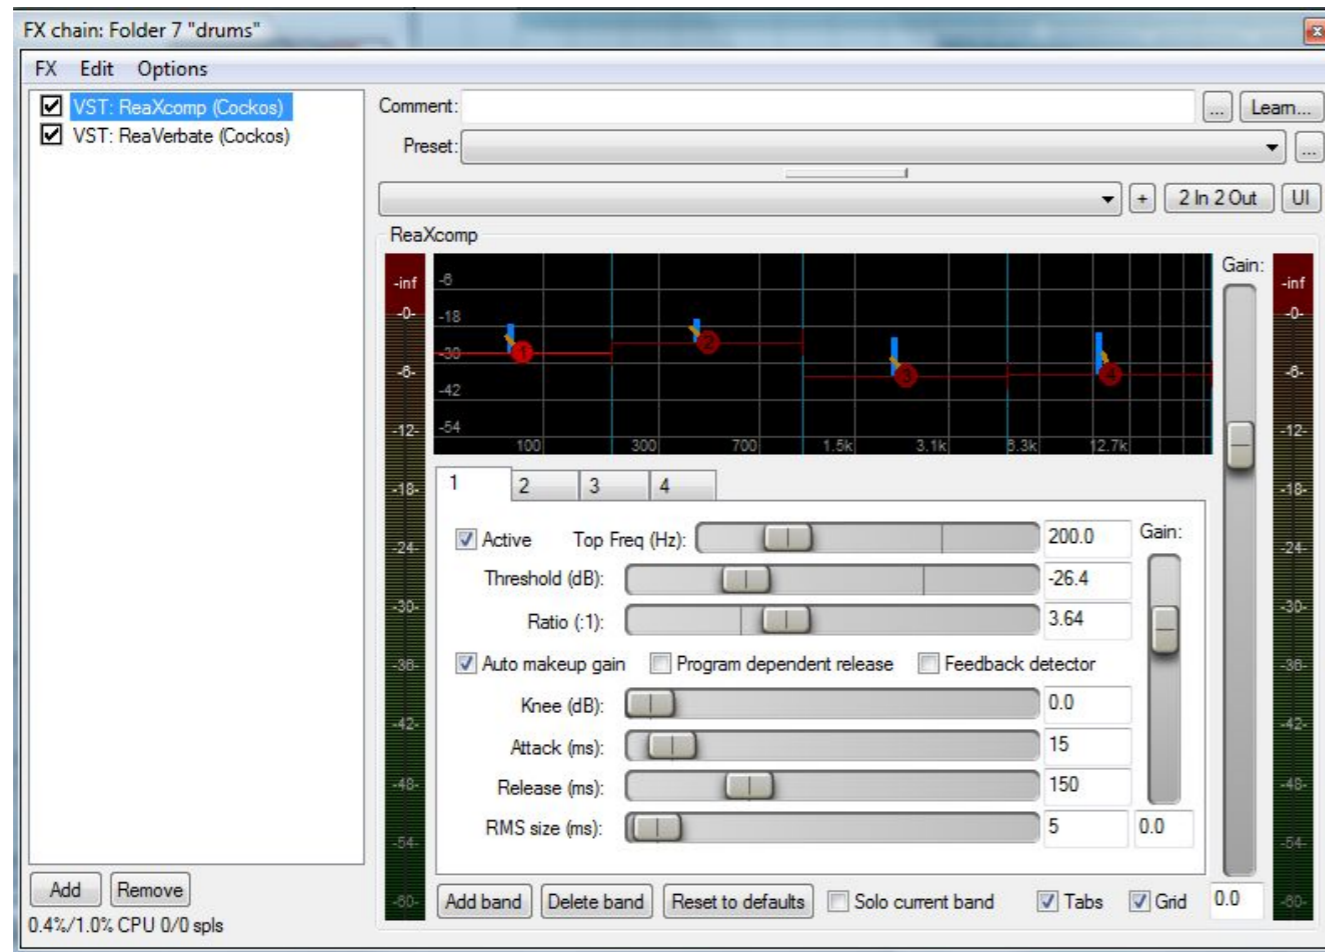 FX chain: Folder 7 "drums"
FX Edit Options
VST: ReaXcomp (Cockos)
VST: ReaVerbate (Cockos)
Comment: ... Learn...
Preset: ...
+ 2 In 2 Out UI
ReaXcomp
Gain:
-inf -6 -inf
-0- -18 -0-
1 2
-30
-6- 3 4 -6-
-42
-12- -54 -12-
100 300 700 1.5k 3.1k 6.3k 12.7k
-18- 1 2 3 4 -18-
Active Top Freq (Hz): 200.0 Gain:
-24- -24-
Threshold (dB): -26.4
-30- Ratio (:1): 3.64 -30-
-36- Auto makeup gain Program dependent release Feedback detector -36-
Knee (dB): 0.0
-42- -42-
Attack (ms): 15
-48- Release (ms): 150 -48-
RMS size (ms): 5 0.0
-54- -54-
Add Remove
-60- Add band Delete band Reset to defaults Solo current band Tabs Grid 0.0 -60-
0.4%/1.0% CPU 0/0 spls